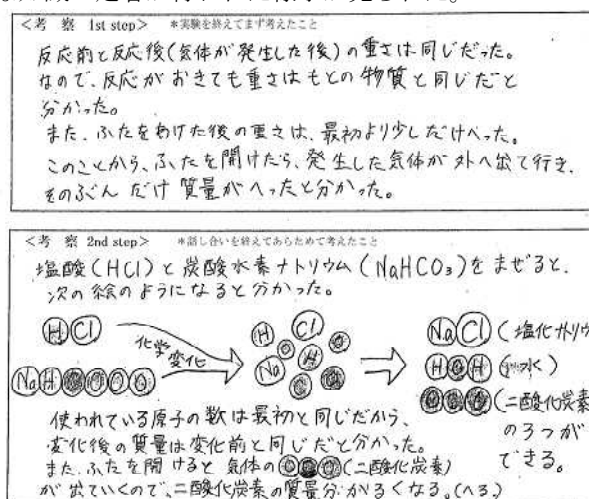 <考 察 1st step> *実験を終えてまず考えたこと
反応前と反応後(気体が発生した後)の重さは同じだった。
なので、反応がおきても重さはもとの物質と同じだと
分かった。
また、ふたをあけた後の重さは、最初より少しだけへった。
このことから、ふたを開けたら、発生した気体が外へ出て行き、
そのぶんだけ質量がへったと分かった。
<考 察 2nd step> *話し合いを終えてあらためて考えたこと
塩酸(HCl)と炭酸水素ナトリウム(NaHCO₃)をまぜると、
次の絵のようになると分かった。
H Cl
Na H C O O O
化学変化
H Cl O O
Na H
C O
Na Cl (塩化ナトリウ
H O H (水)
O C O (二酸化炭素
の3つが
できる。
使われている原子の数は最初と同じだから、
変化後の質量は変化前と同じだと分かった。
また、ふたを開けると気体のO C O(二酸化炭素)
が出ていくので、二酸化炭素の質量分かるくなる。(へる)